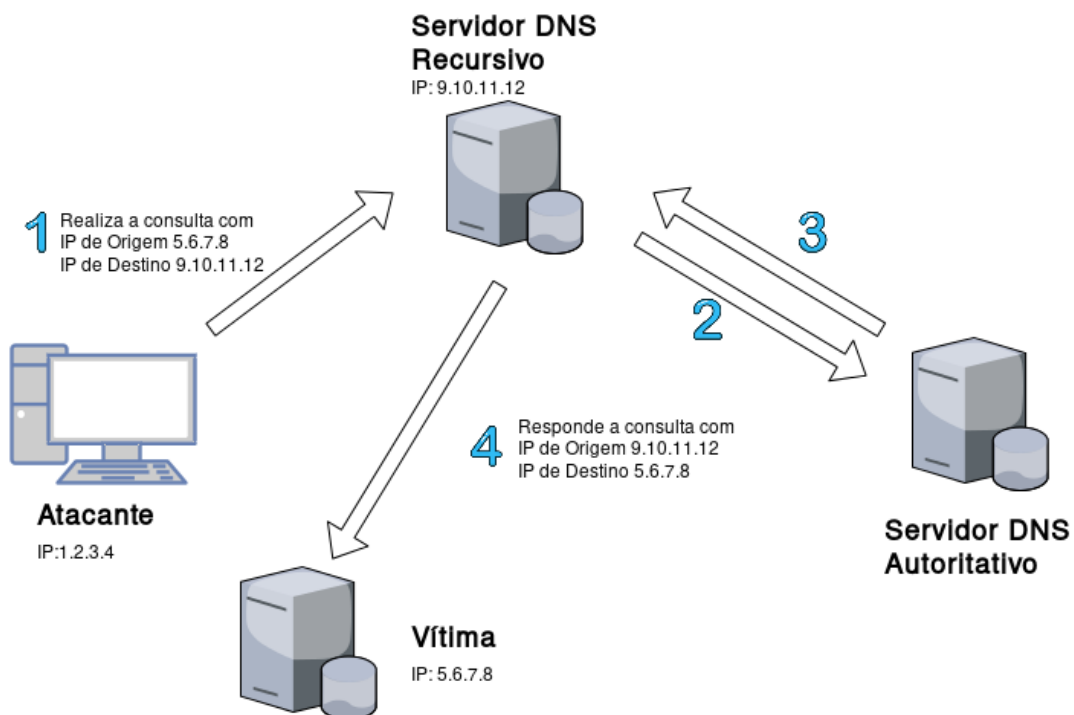 Servidor DNS
Recursivo
IP: 9.10.11.12
1
Realiza a consulta com
IP de Origem 5.6.7.8
IP de Destino 9.10.11.12
3
2
4
Responde a consulta com
IP de Origem 9.10.11.12
IP de Destino 5.6.7.8
Atacante
IP:1.2.3.4
Servidor DNS
Autoritativo
Vítima
IP: 5.6.7.8